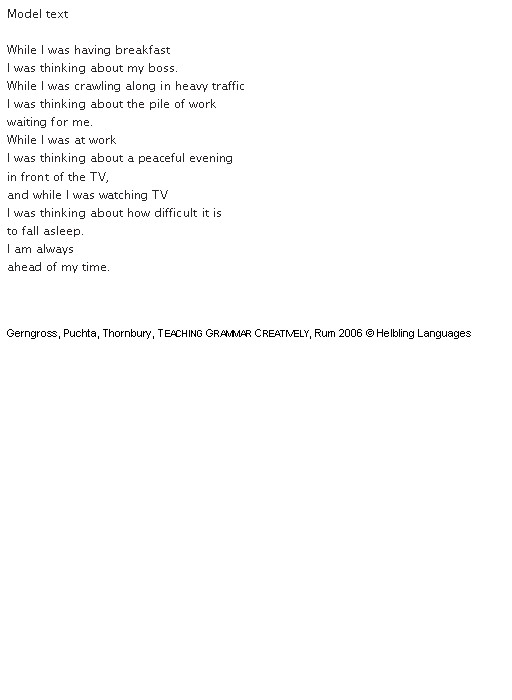 Model text
While I was having breakfast
I was thinking about my boss.
While I was crawling along in heavy traffic
I was thinking about the pile of work
waiting for me.
While I was at work
I was thinking about a peaceful evening
in front of the TV,
and while I was watching TV
I was thinking about how difficult it is
to fall asleep.
I am always
ahead of my time.
Gerngross, Puchta, Thornbury, TEACHING GRAMMAR CREATIVELY, Rum 2006 © Helbling Languages